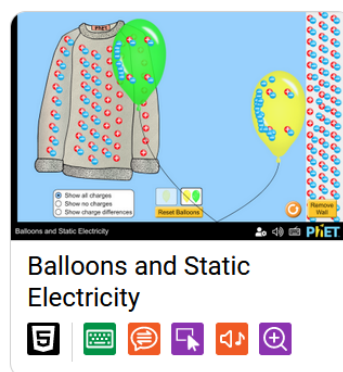 Show all charges
Show no charges
Show charge differences
Reset Balloons
Remove
Wall
Balloons and Static Electricity
PhET
Balloons and Static
Electricity
5